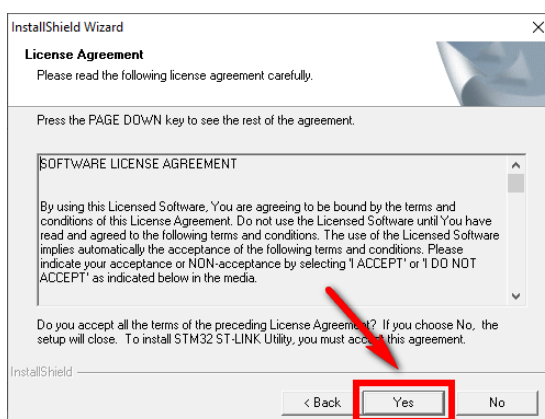 InstallShield Wizard
License Agreement
Please read the following license agreement carefully.
Press the PAGE DOWN key to see the rest of the agreement.
SOFTWARE LICENSE AGREEMENT
By using this Licensed Software, You are agreeing to be bound by the terms and
conditions of this License Agreement. Do not use the Licensed Software until You have
read and agreed to the following terms and conditions. The use of the Licensed Software
implies automatically the acceptance of the following terms and conditions. Please
indicate your acceptance or NON-acceptance by selecting 'I ACCEPT' or 'I DO NOT
ACCEPT' as indicated below in the media.
Do you accept all the terms of the preceding License Agreement? If you choose No, the
setup will close. To install STM32 ST-LINK Utility, you must accept this agreement.
InstallShield
< Back
Yes
No